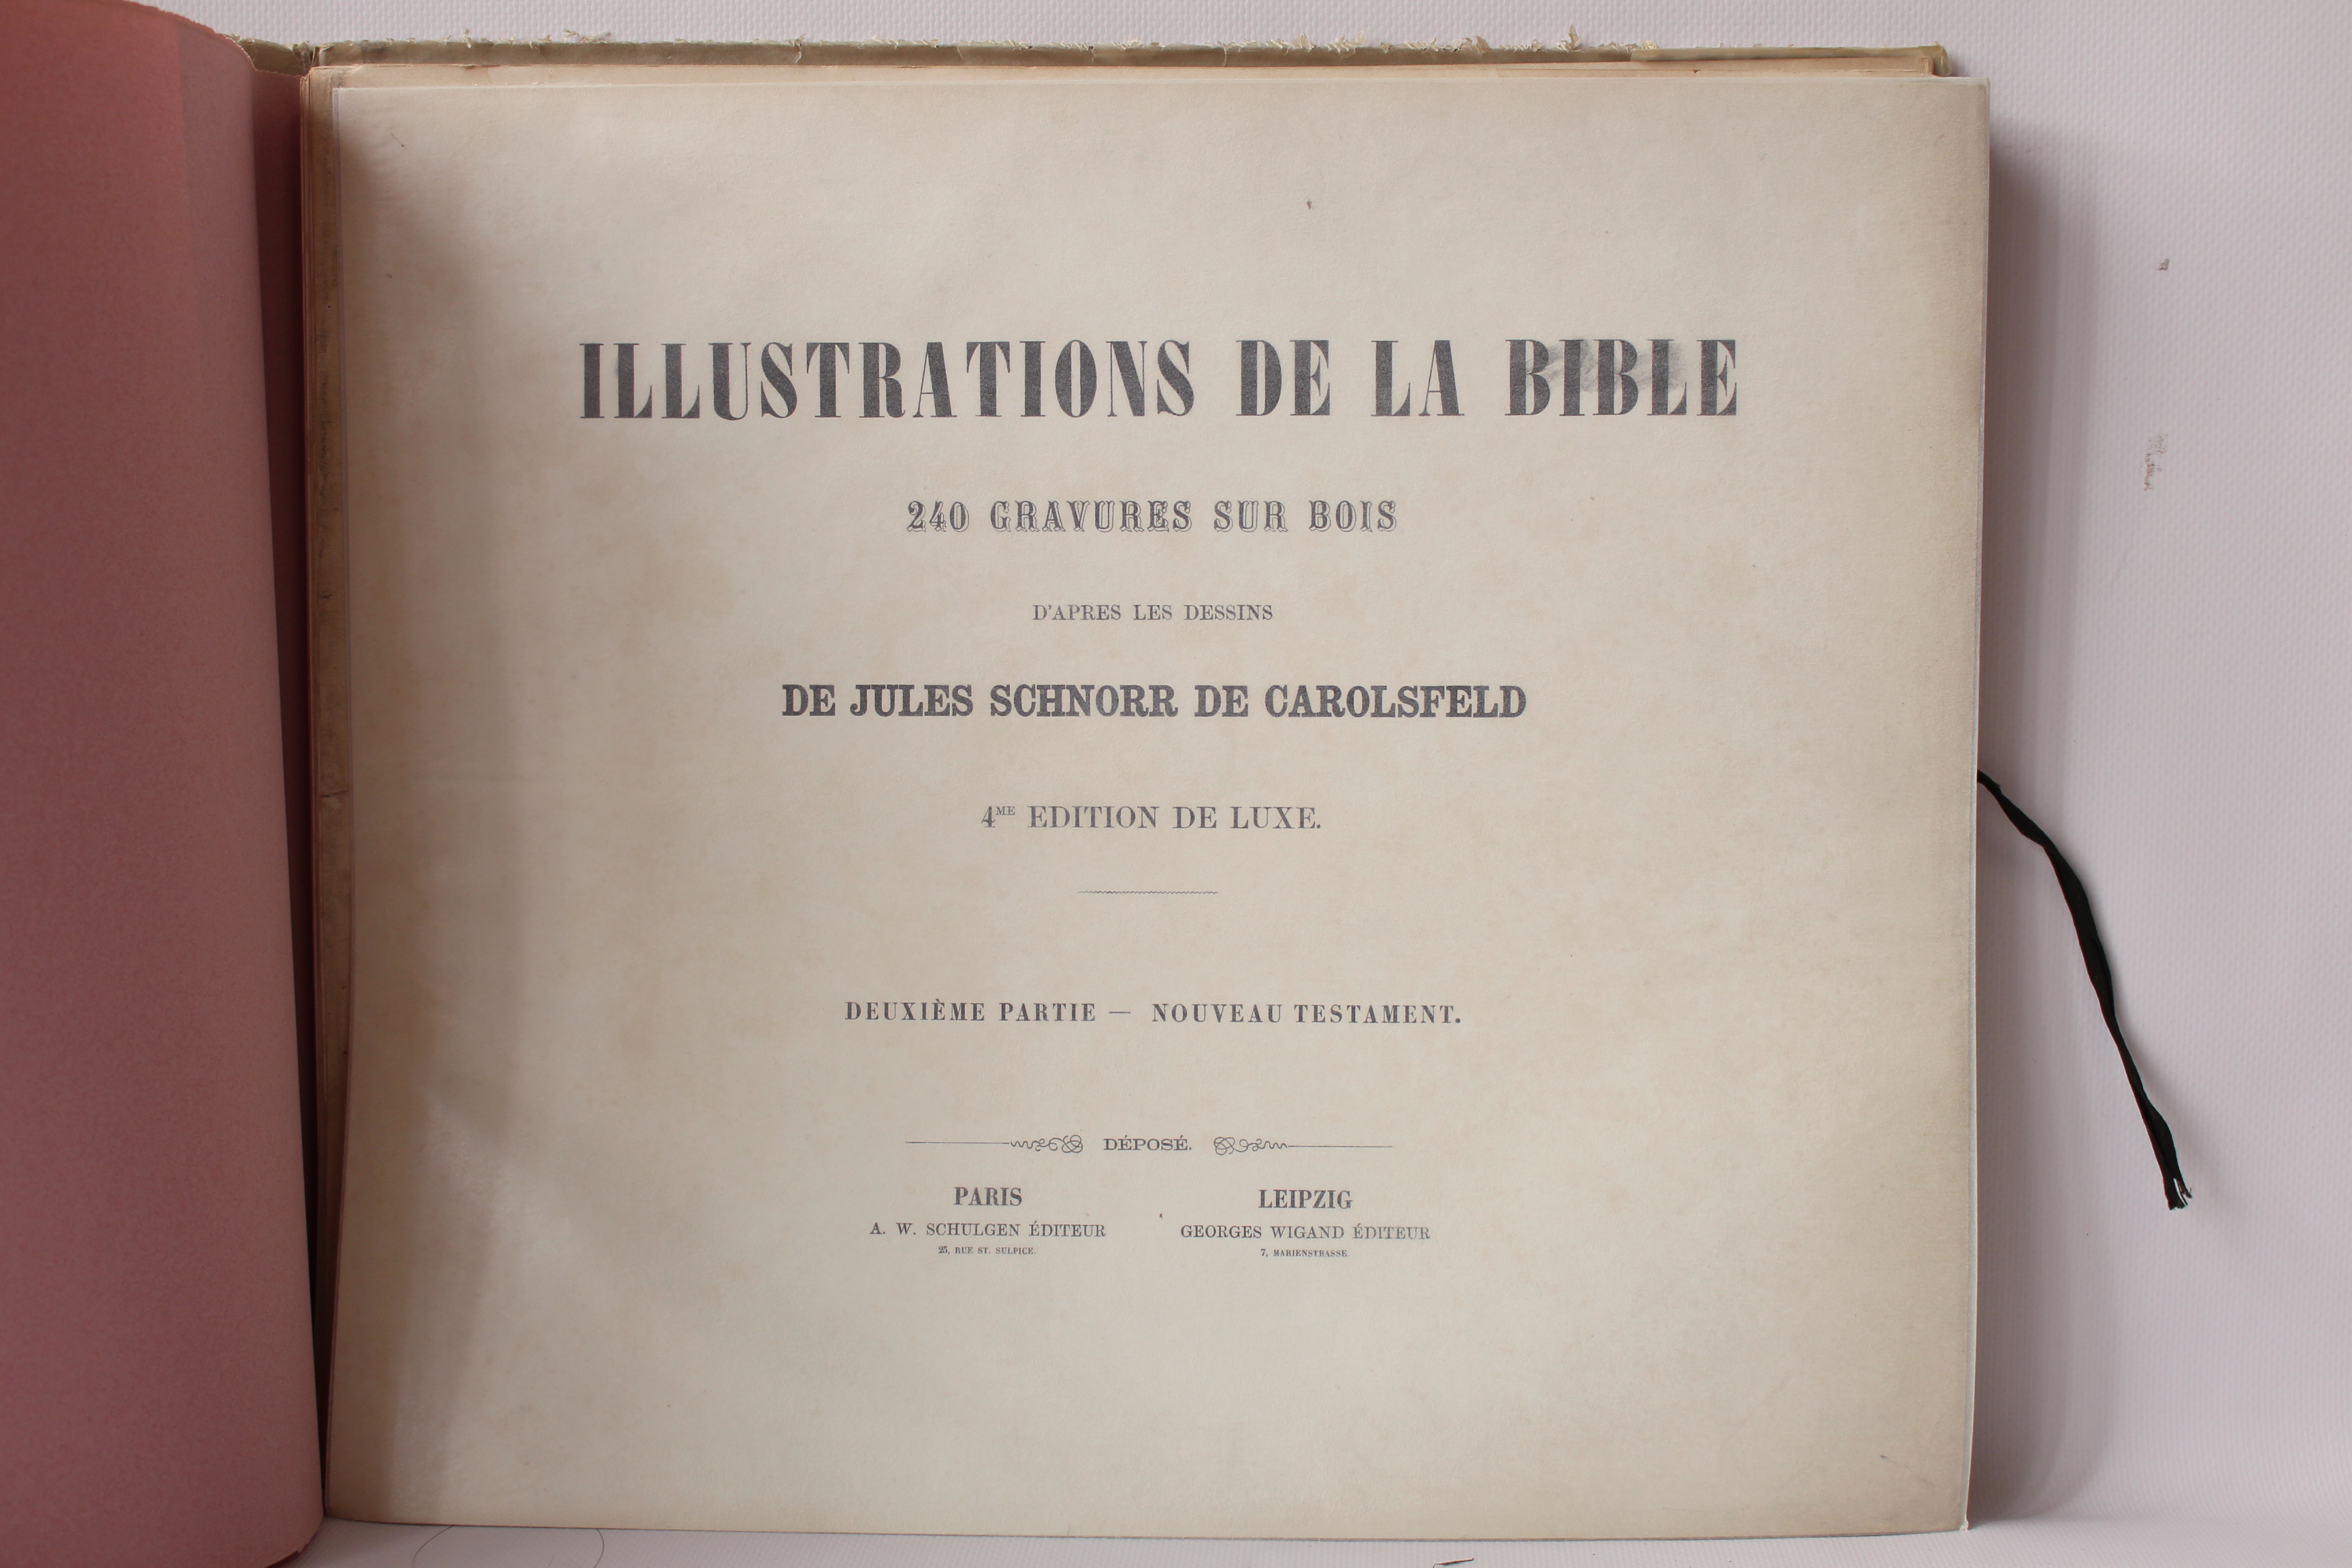 ILLUSTRATIONS DE LA BIBLE
240 GRAVURES SUR BOIS
D'APRES LES DESSINS
DE JULES SCHNORR DE CAROLSFELD
4ME EDITION DE LUXE.
DEUXIÈME PARTIE — NOUVEAU TESTAMENT.
DÉPOSÉ.
PARIS
A. W. SCHULGEN ÉDITEUR
25, RUE ST. SULPICE.
LEIPZIG
GEORGES WIGAND ÉDITEUR
7, MARIENSTRASSE.